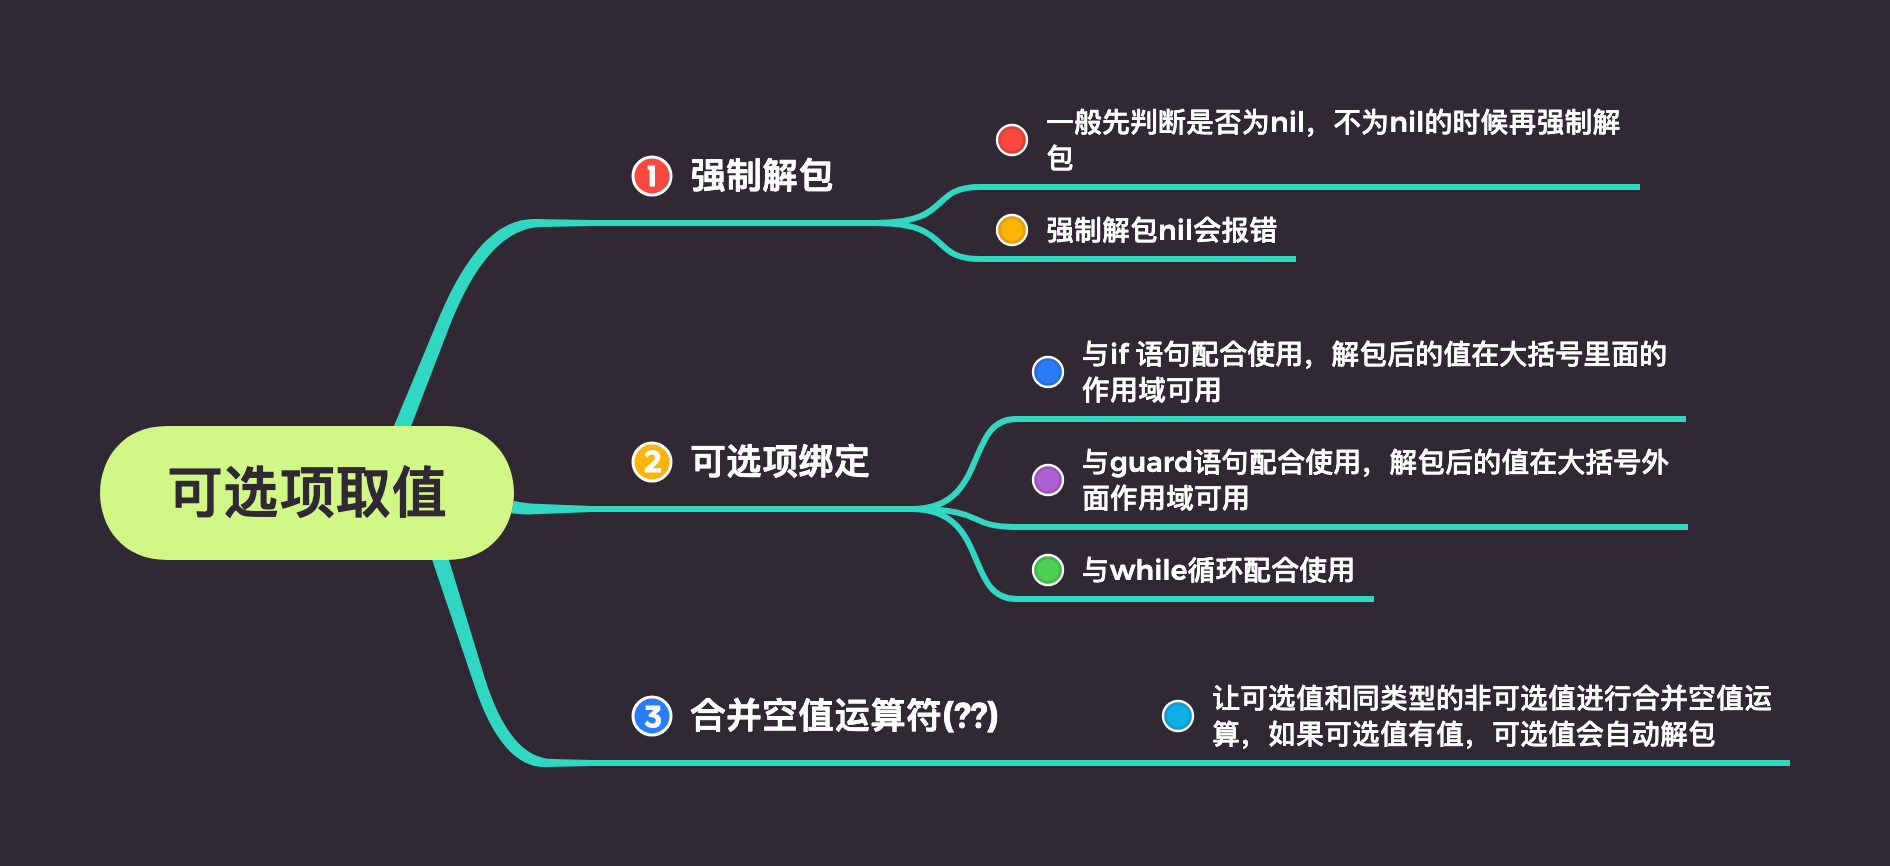 可选项取值
1 强制解包
一般先判断是否为nil，不为nil的时候再强制解
包
强制解包nil会报错
2 可选项绑定
与if 语句配合使用，解包后的值在大括号里面的
作用域可用
与guard语句配合使用，解包后的值在大括号外
面作用域可用
与while循环配合使用
3 合并空值运算符(??)
让可选值和同类型的非可选值进行合并空值运
算，如果可选值有值，可选值会自动解包